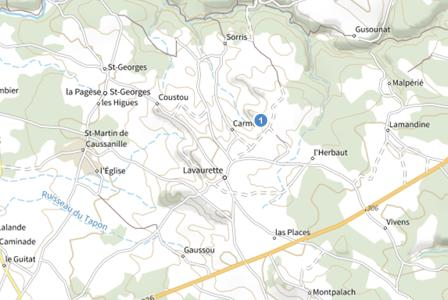 Sorris
Gusounat
St-Georges
Malpérié
la Pagèse
St-Georges
les Higues
Coustou
Carm
1
Lamandine
St-Martin de
Caussanille
l'Herbaut
l'Église
Lavaurette
Ruisseau du Tapon
Vivens
las Places
Caminade
Gaussou
le Guitat
Montpalach